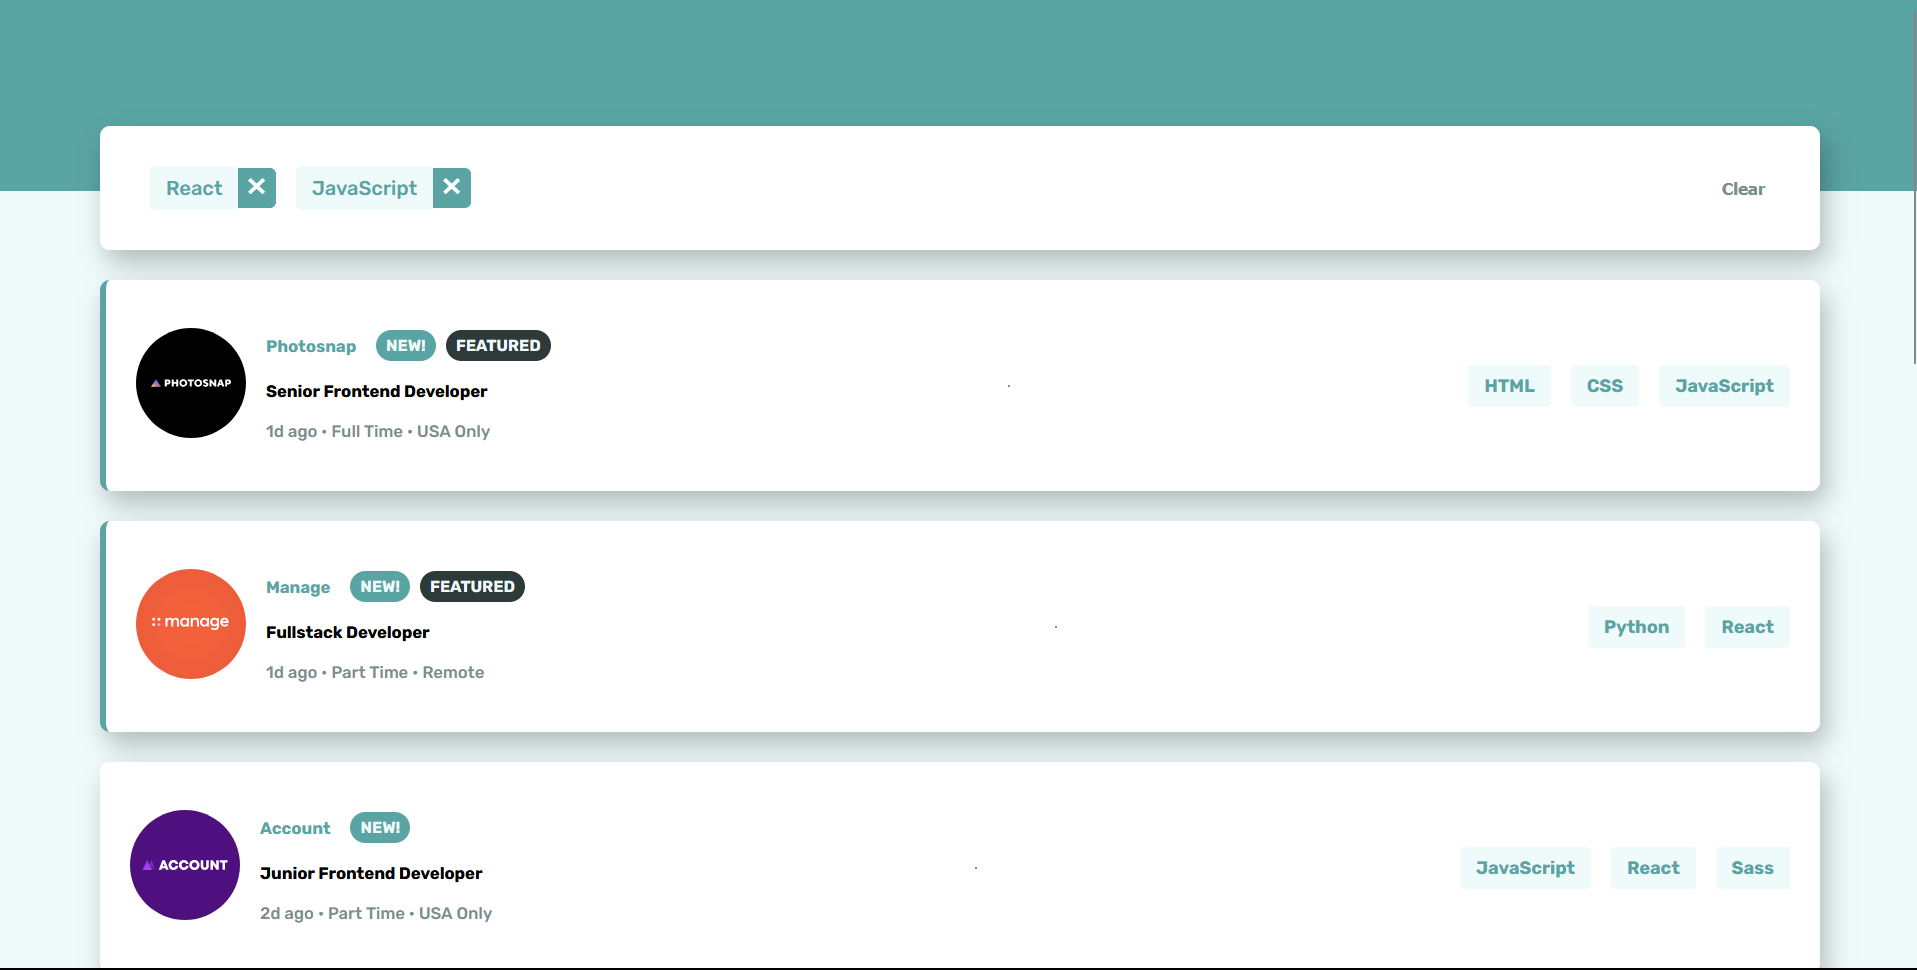 React ✕ JavaScript ✕ Clear
PHOTOSNAP
Photosnap NEW! FEATURED
Senior Frontend Developer
1d ago • Full Time • USA Only
HTML CSS JavaScript
manage
Manage NEW! FEATURED
Fullstack Developer
1d ago • Part Time • Remote
Python React
ACCOUNT
Account NEW!
Junior Frontend Developer
2d ago • Part Time • USA Only
JavaScript React Sass